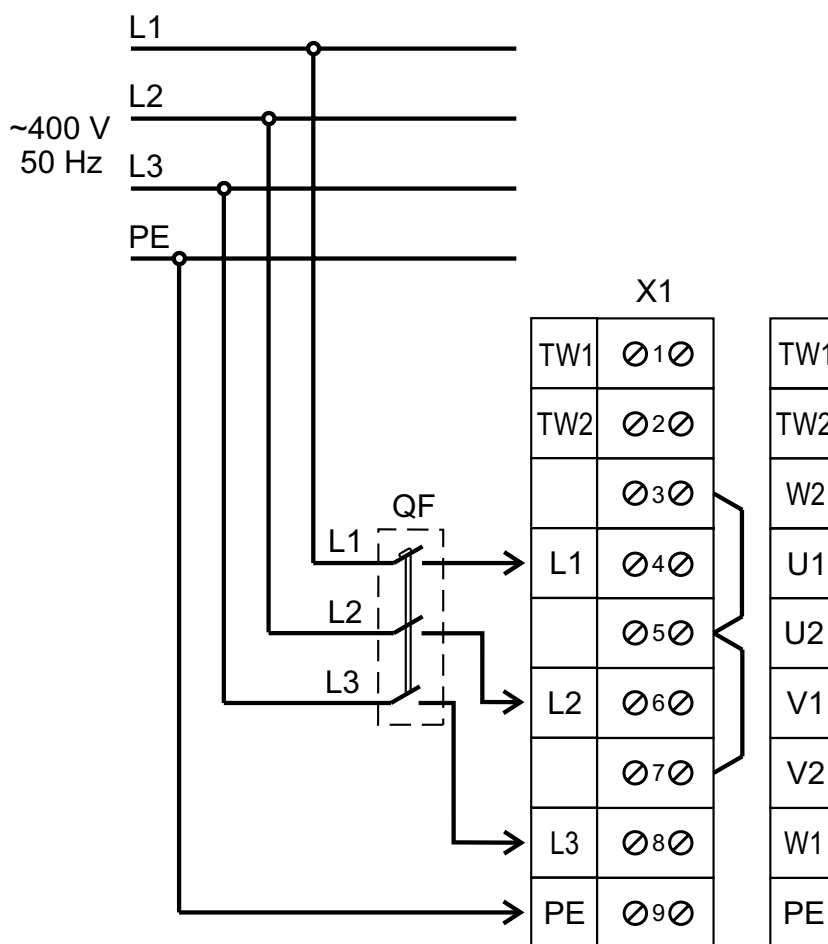 L1
L2
~400 V
50 Hz
L3
PE
X1
TW1 1 TW1
TW2 2 TW2
3 W2
QF
L1 L1 4 U1
L2 5 U2
L3 L2 6 V1
7 V2
L3 8 W1
PE 9 PE